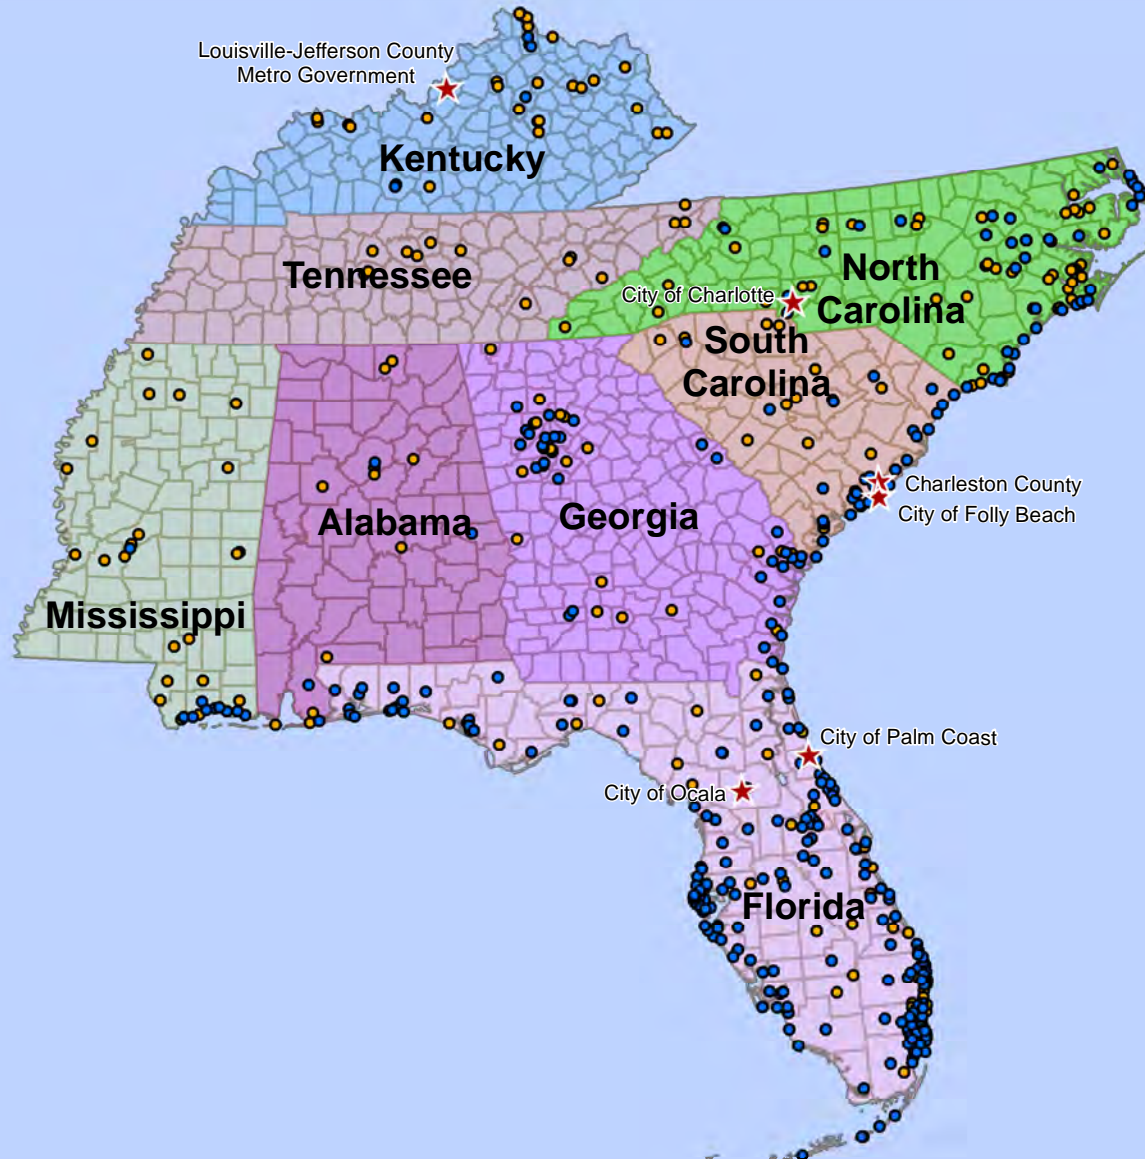 Louisville-Jefferson County
Metro Government
Kentucky
Tennessee
North
Carolina
City of Charlotte
South
Carolina
Charleston County
City of Folly Beach
Alabama
Georgia
Mississippi
City of Palm Coast
City of Ocala
Florida